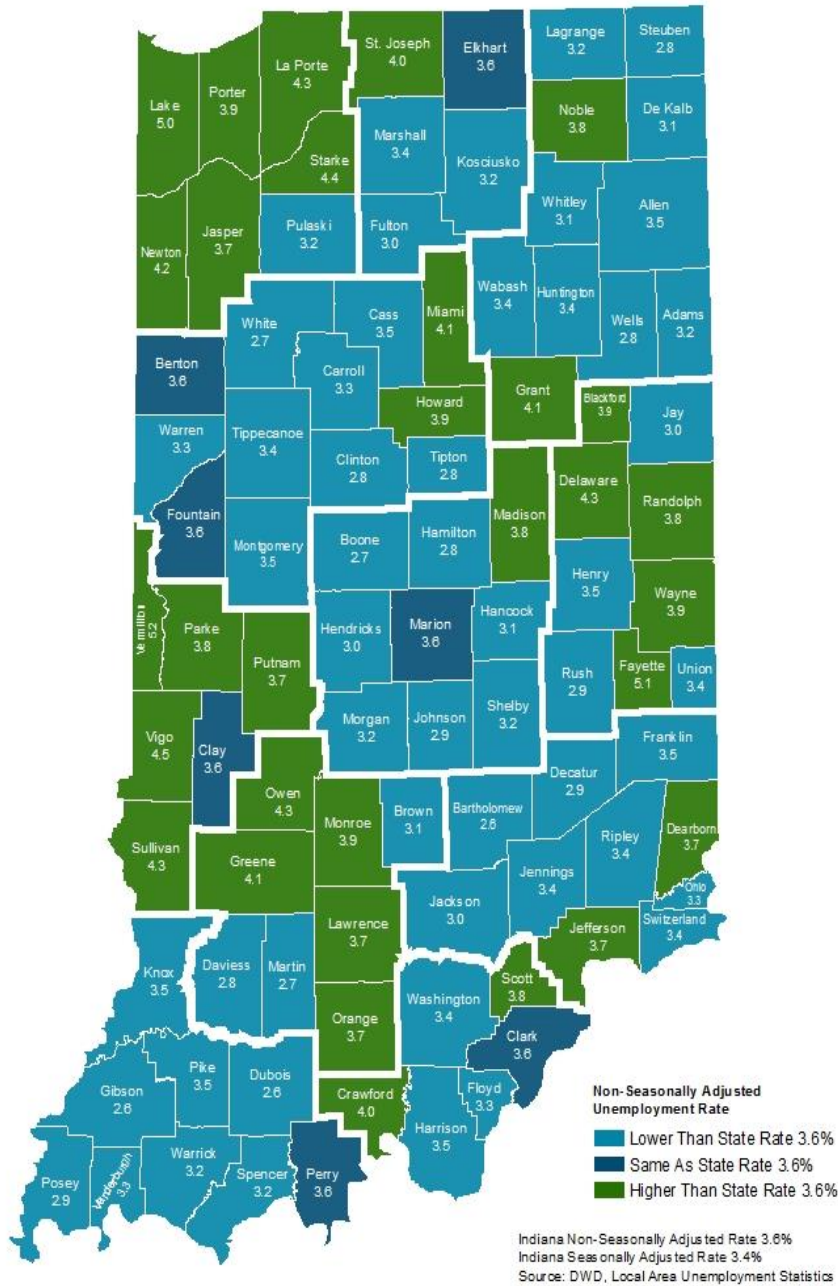 St. Joseph
4.0
Elkhart
3.6
Lagrange
3.2
Steuben
2.8
La Porte
4.3
Porter
3.9
Lake
5.0
Noble
3.8
De Kalb
3.1
Marshall
3.4
Starke
4.4
Kosciusko
3.2
Whitley
3.1
Allen
3.5
Newton
4.2
Jasper
3.7
Pulaski
3.2
Fulton
3.0
Wabash
3.4
Huntington
3.4
Wells
2.8
Adams
3.2
White
2.7
Cass
3.5
Miami
4.1
Benton
3.6
Carroll
3.3
Howard
3.9
Grant
4.1
Blackford
3.9
Jay
3.0
Warren
3.3
Tippecanoe
3.4
Clinton
2.8
Tipton
2.8
Madison
3.8
Delaware
4.3
Randolph
3.8
Fountain
3.6
Montgomery
3.5
Boone
2.7
Hamilton
2.8
Henry
3.5
Wayne
3.9
Vermillion
5.2
Parke
3.8
Putnam
3.7
Hendricks
3.0
Marion
3.6
Hancock
3.1
Rush
2.9
Fayette
5.1
Union
3.4
Vigo
4.5
Clay
3.6
Morgan
3.2
Johnson
2.9
Shelby
3.2
Franklin
3.5
Owen
4.3
Decatur
2.9
Sullivan
4.3
Greene
4.1
Monroe
3.9
Brown
3.1
Bartholomew
2.6
Ripley
3.4
Dearborn
3.7
Jennings
3.4
Ohio
3.3
Jackson
3.0
Switzerland
3.4
Lawrence
3.7
Jefferson
3.7
Knox
3.5
Daviess
2.8
Martin
2.7
Orange
3.7
Washington
3.4
Scott
3.8
Clark
3.6
Pike
3.5
Dubois
2.6
Gibson
2.6
Crawford
4.0
Floyd
3.3
Harrison
3.5
Posey
2.9
Vanderburgh
3.3
Warrick
3.2
Spencer
3.2
Perry
3.6
Non-Seasonally Adjusted
Unemployment Rate
Lower Than State Rate 3.6%
Same As State Rate 3.6%
Higher Than State Rate 3.6%
Indiana Non-Seasonally Adjusted Rate 3.6%
Indiana Seasonally Adjusted Rate 3.4%
Source: DWD, Local Area Unemployment Statistics